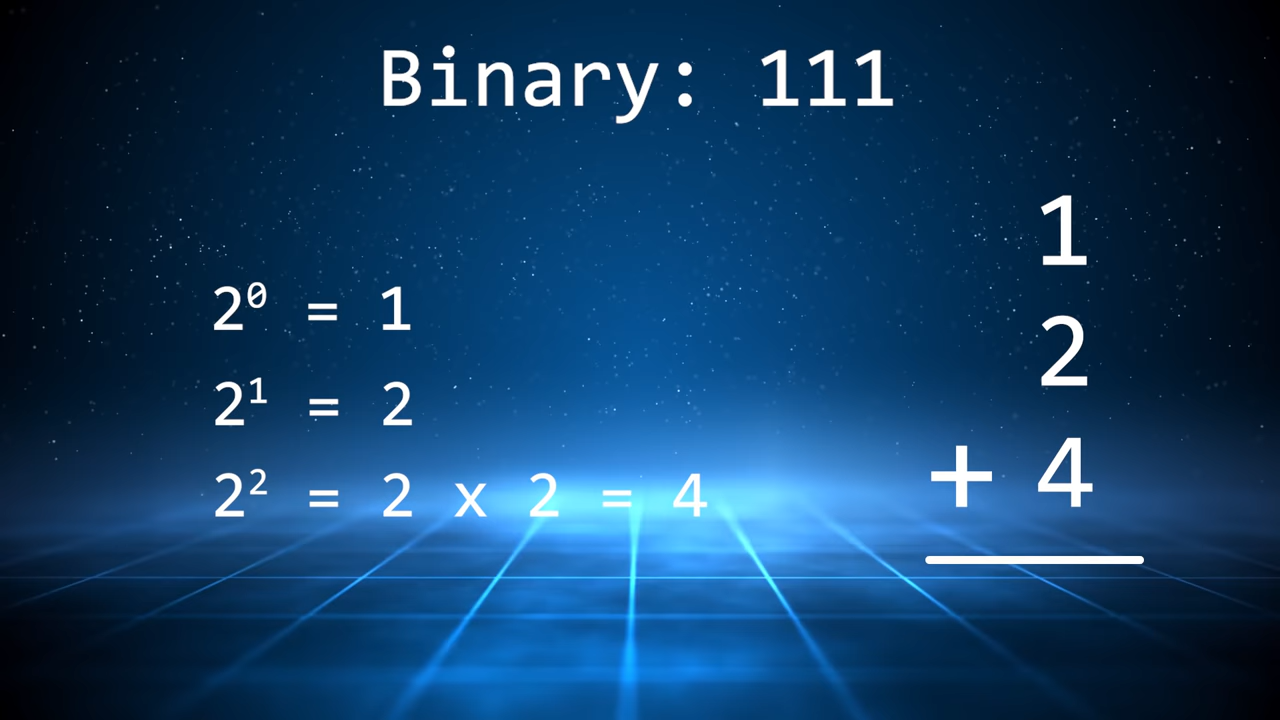 Binary: 111
2⁰ = 1
2¹ = 2
2² = 2 x 2 = 4
1
2
+ 4